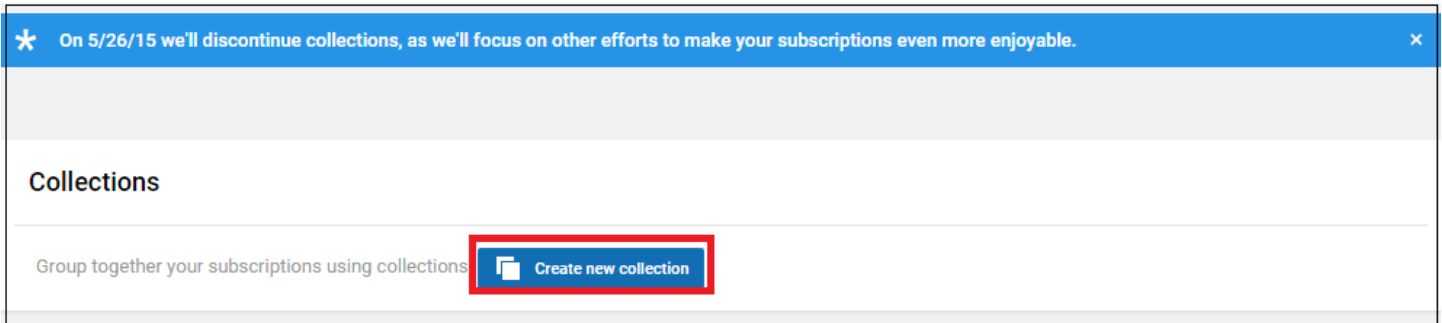 On 5/26/15 we'll discontinue collections, as we'll focus on other efforts to make your subscriptions even more enjoyable.
Collections
Group together your subscriptions using collections
Create new collection